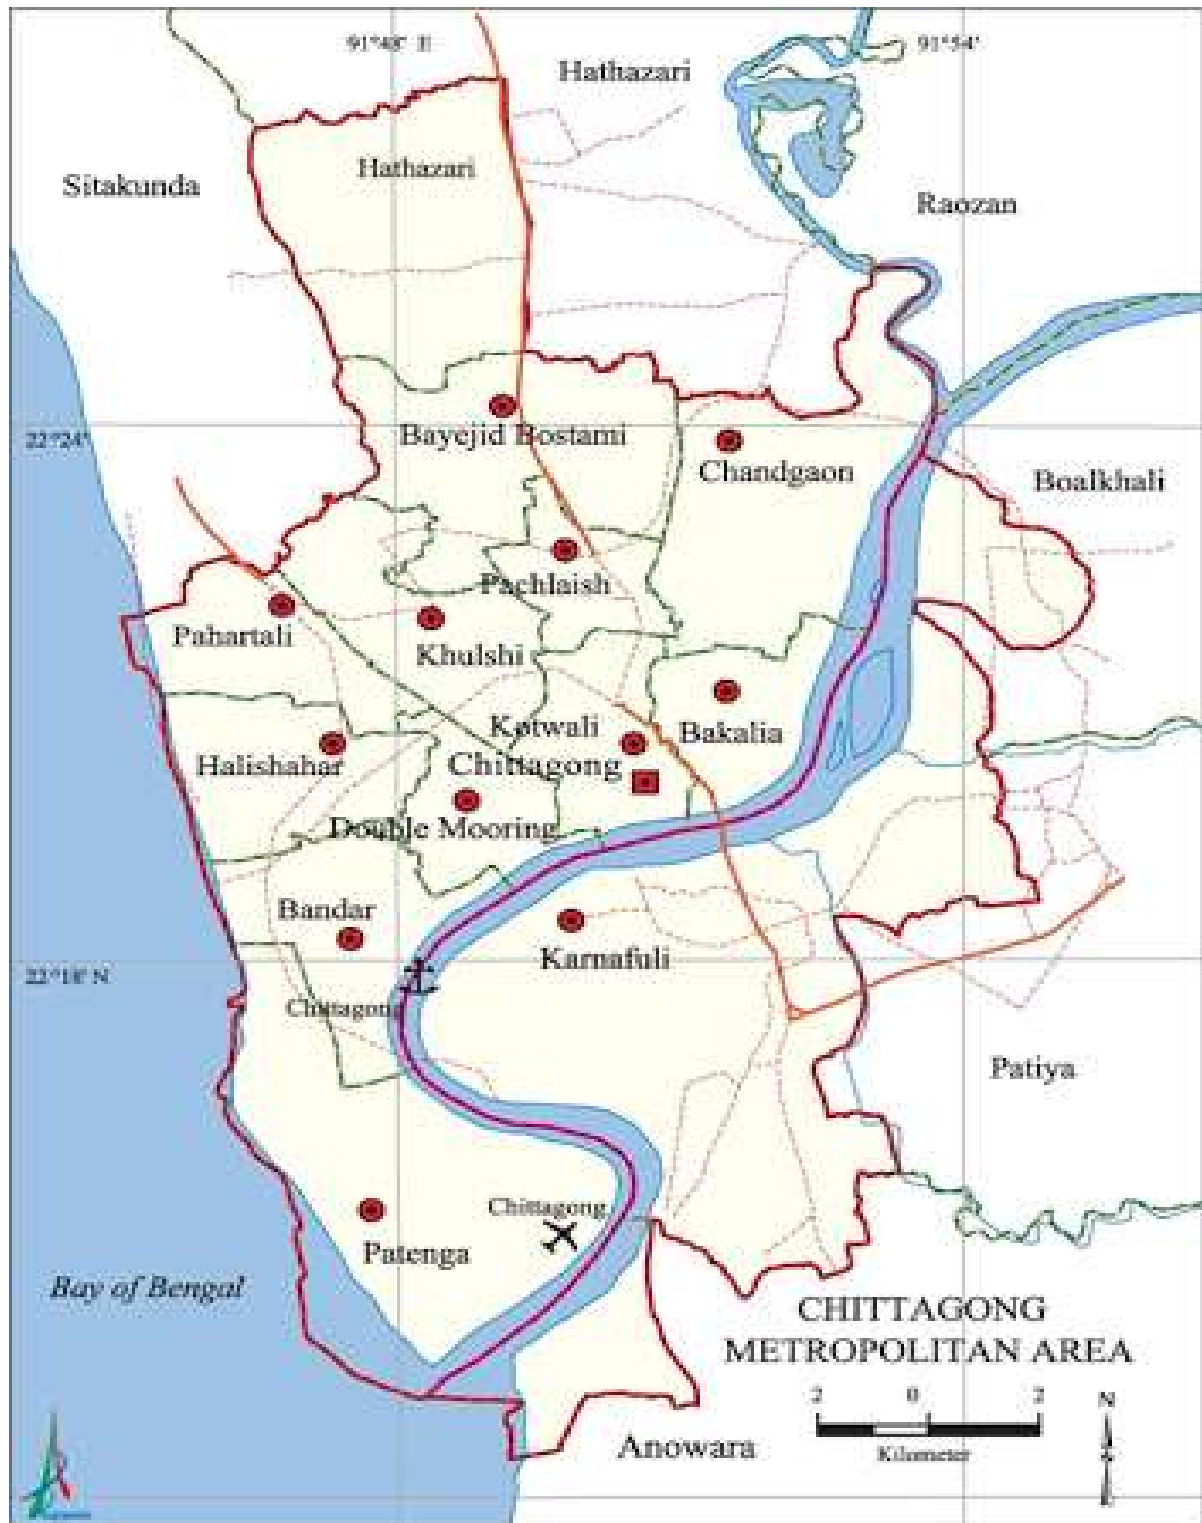 91°48' E
91°54'
Hathazari
Hathazari
Sitakunda
Raozan
22°24'
Bayejid Bostami
Chandgaon
Boalkhali
Pachlaish
Pahartali
Khulshi
Kotwali
Bakalia
Halishahar
Chittagong
Double Mooring
Bandar
Karnafuli
22°18' N
Chittagong
Patiya
Chittagong
Patenga
Bay of Bengal
CHITTAGONG
METROPOLITAN AREA
2 0 2
Kilometer
N
Anowara